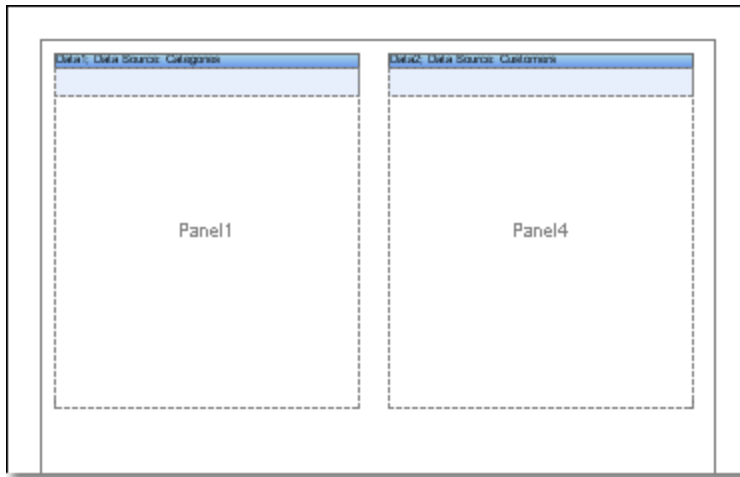 Data1; Data Source: Categories
Data2; Data Source: Customers
Panel1
Panel4